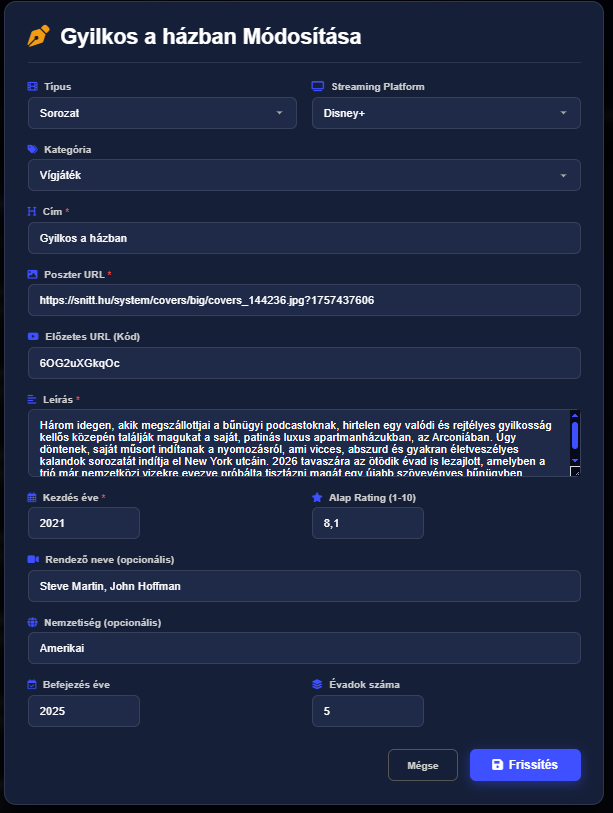 Gyilkos a házban Módosítása
Típus
Streaming Platform
Sorozat
Disney+
Kategória
Vígjáték
Cím *
Gyilkos a házban
Poszter URL *
https://snitt.hu/system/covers/big/covers_144236.jpg?1757437606
Előzetes URL (Kód)
6OG2uXGkqOc
Leírás *
Három idegen, akik megszállottjai a bűnügyi podcastoknak, hirtelen egy valódi és rejtélyes gyilkosság
kellős közepén találják magukat a saját, patinás luxus apartmanházukban, az Arconiában. Úgy
döntenek, saját műsort indítanak a nyomozásról, ami vicces, abszurd és gyakran életveszélyes
kalandok sorozatát indítja el New York utcáin. 2026 tavaszára az ötödik évad is lezajlott, amelyben a
trió már nemzetközi vizekre evezve próbálta tisztázni magát egy újabb szövevényes bűnügyben
Kezdés éve *
Alap Rating (1-10)
2021
8,1
Rendező neve (opcionális)
Steve Martin, John Hoffman
Nemzetiség (opcionális)
Amerikai
Befejezés éve
Évadok száma
2025
5
Mégse
Frissítés